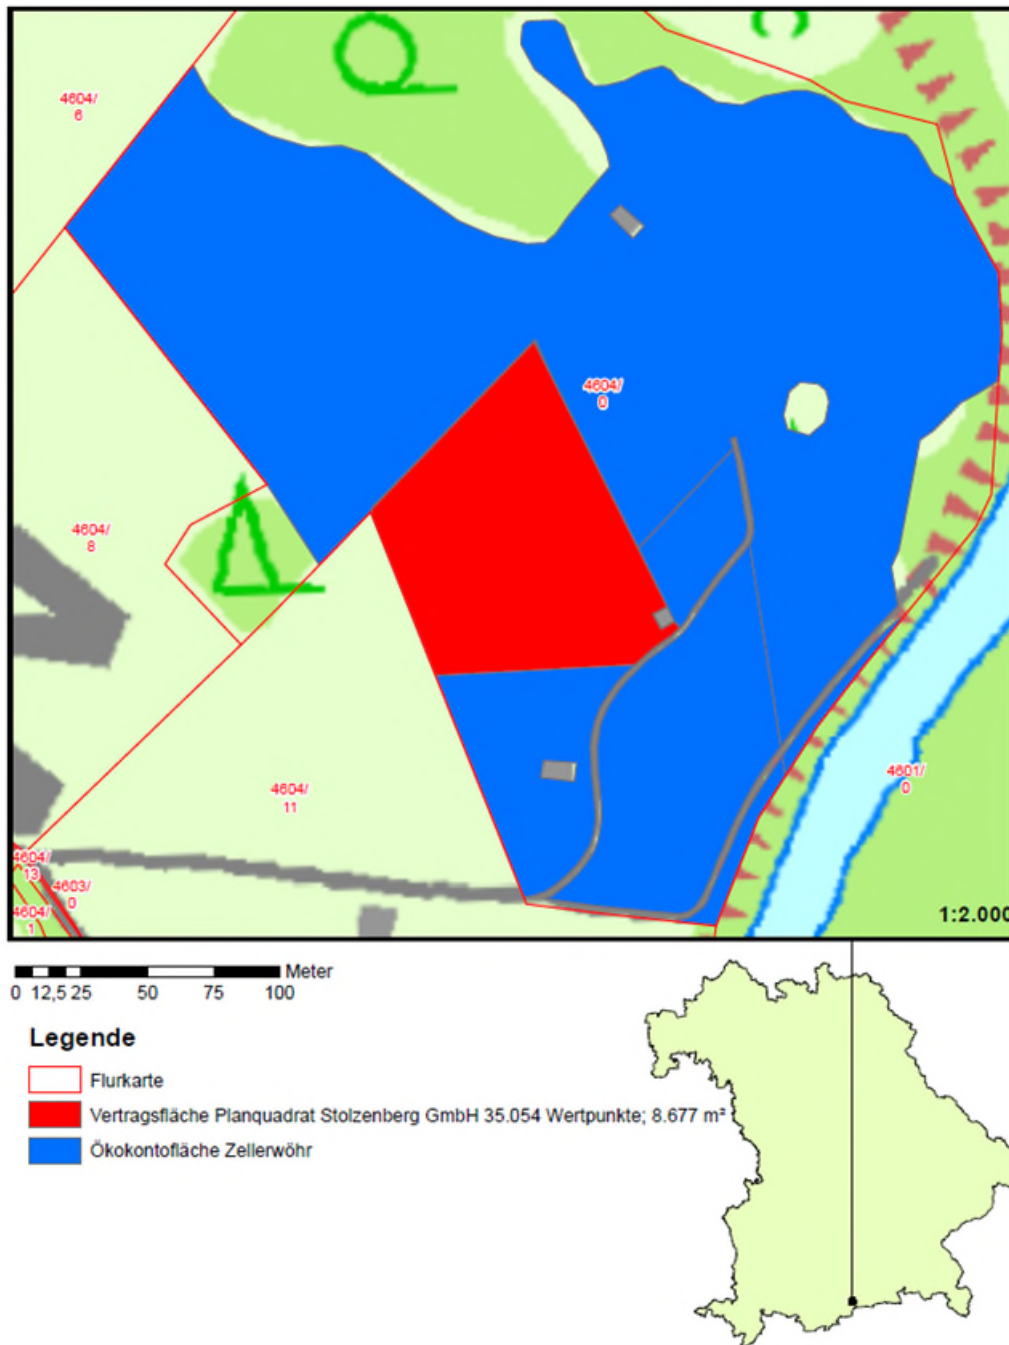 4604/
6
4604/
0
4604/
8
4604/
11
4601/
0
4604/
13
4603/
0
4604/
1
1:2.000
Meter
0 12,5 25 50 75 100
Legende
Flurkarte
Vertragsfläche Planquadrat Stolzenberg GmbH 35.054 Wertpunkte; 8.677 m²
Ökokontofläche Zellerwöhr